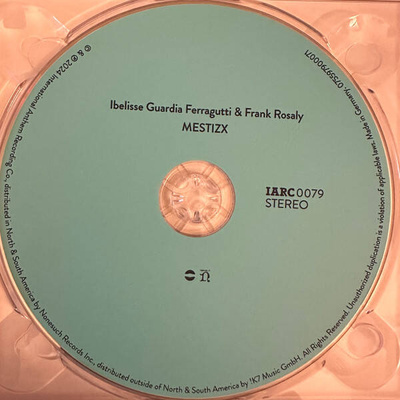 Ibelisse Guardia Ferragutti & Frank Rosaly
MESTIZX
IARC0079
STEREO
© & ℗ 2024 International Anthem Recording Co., distributed in North & South America by Nonesuch Records Inc., distributed outside of North & South America by !K7 Music GmbH. All Rights Reserved. Unauthorized duplication is a violation of applicable laws. Made in Germany. 075597900071